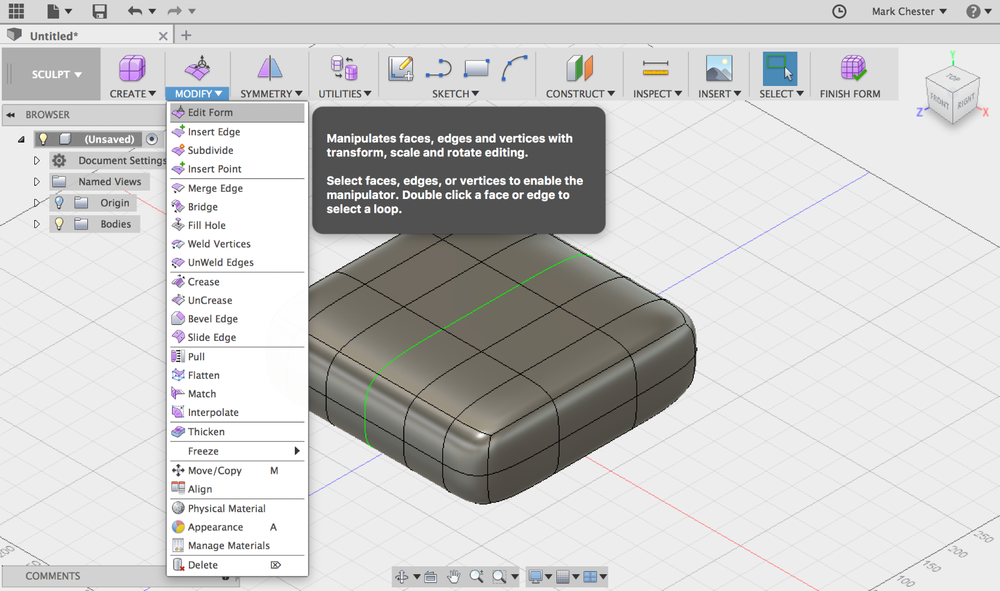 Mark Chester
?
Untitled*
SCULPT
CREATE
MODIFY
SYMMETRY
UTILITIES
SKETCH
CONSTRUCT
INSPECT
INSERT
SELECT
FINISH FORM
Y
TOP
FRONT
RIGHT
Z
X
BROWSER
(Unsaved)
Document Settings
Named Views
Origin
Bodies
Edit Form
Insert Edge
Subdivide
Insert Point
Merge Edge
Bridge
Fill Hole
Weld Vertices
UnWeld Edges
Crease
UnCrease
Bevel Edge
Slide Edge
Pull
Flatten
Match
Interpolate
Thicken
Freeze
Move/Copy M
Align
Physical Material
Appearance A
Manage Materials
Delete
Manipulates faces, edges and vertices with
transform, scale and rotate editing.
Select faces, edges, or vertices to enable the
manipulator. Double click a face or edge to
select a loop.
250
200
150
100
200
COMMENTS